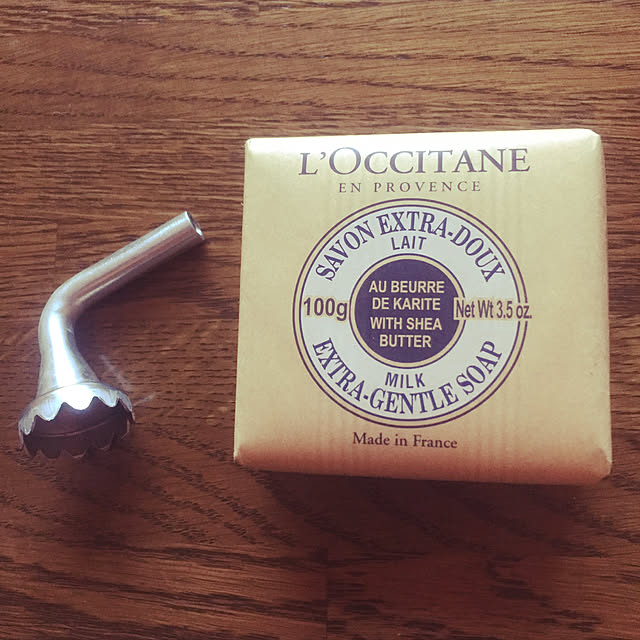 L'OCCITANE
EN PROVENCE
SAVON EXTRA-DOUX
LAIT
100g
AU BEURRE
DE KARITE
WITH SHEA
BUTTER
Net Wt 3.5 oz.
MILK
EXTRA-GENTLE SOAP
Made in France